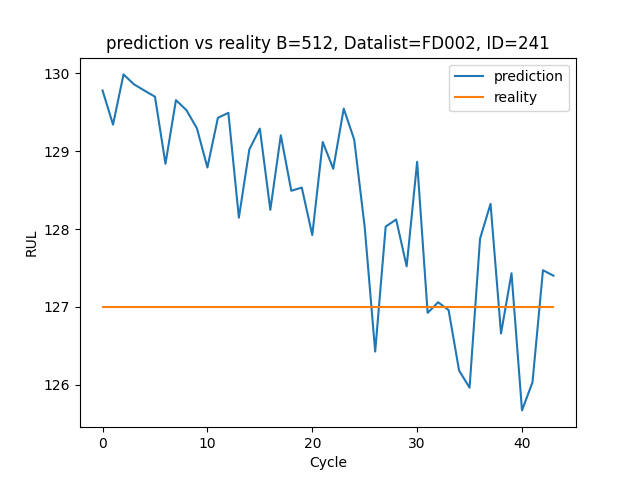 prediction vs reality B=512, Datalist=FD002, ID=241
prediction
reality
RUL
130
129
128
127
126
0 10 20 30 40
Cycle